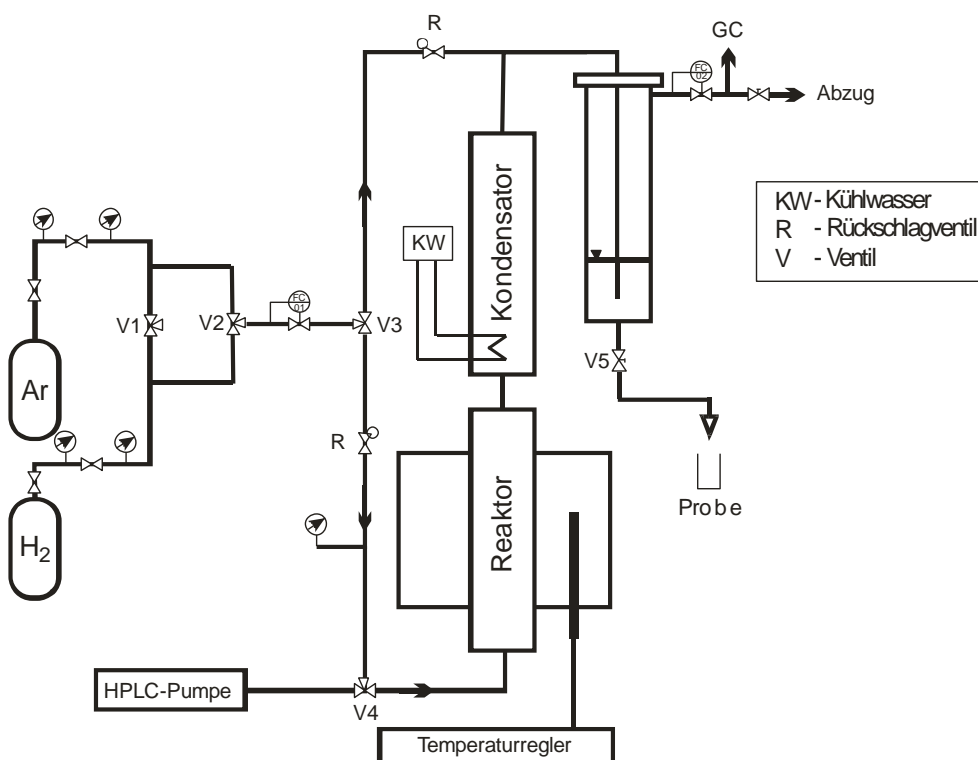 R
GC
FC
02
Abzug
Kondensator
KW - Kühlwasser
R - Rückschlagventil
V - Ventil
KW
FC
01
V1
V2
V3
V5
Ar
R
Reaktor
Probe
H2
HPLC-Pumpe
V4
Temperaturregler